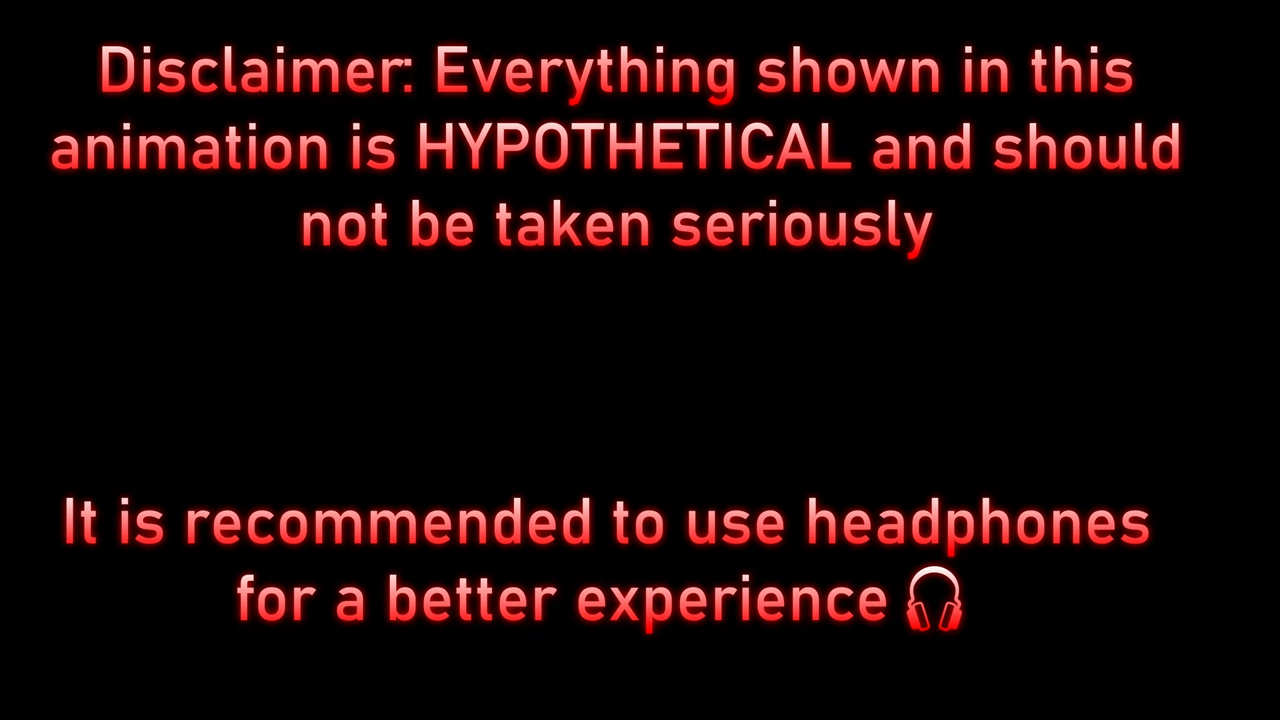 Disclaimer: Everything shown in this
animation is HYPOTHETICAL and should
not be taken seriously
It is recommended to use headphones
for a better experience 🎧